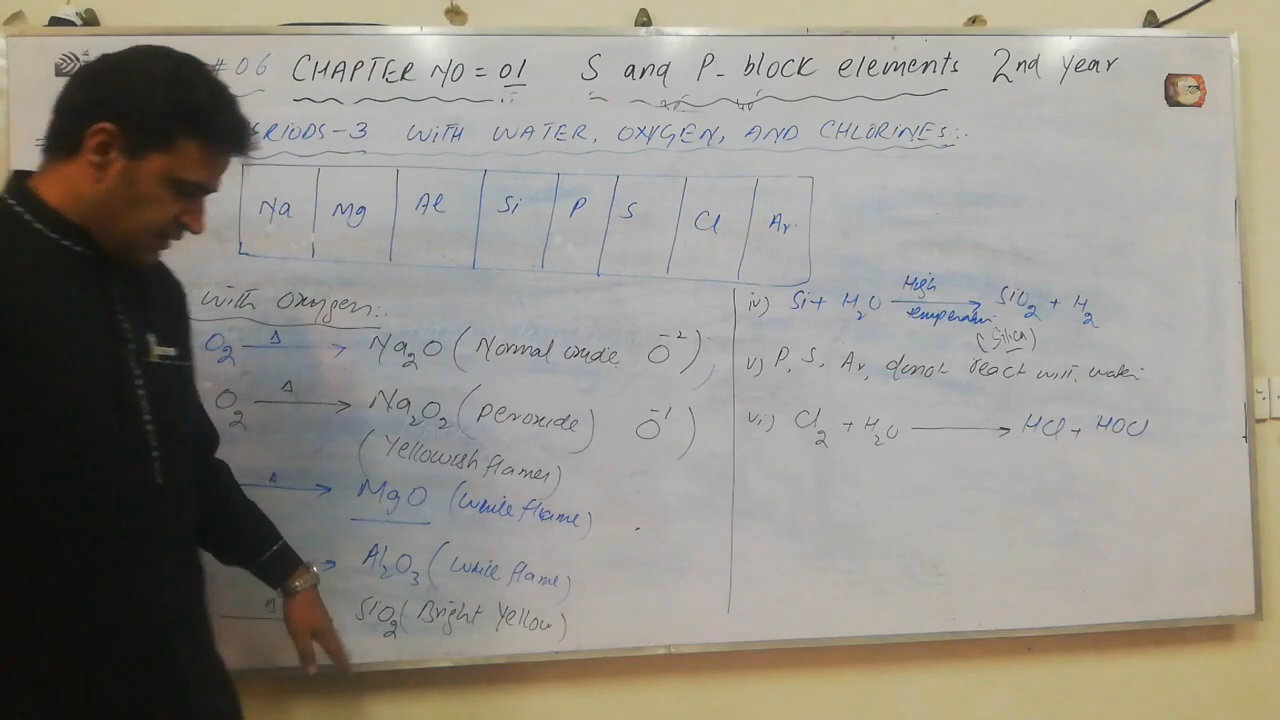 #06 CHAPTER NO = 01 S and P-block elements 2nd year
ERIODS-3 WITH WATER, OXYGEN, AND CHLORINES:.
Na Mg Al Si P S Cl Ar
with oxygen:.
O₂ —Δ→ Na₂O (Normal oxide O⁻²)
O₂ —Δ→ Na₂O₂ (Peroxide) O⁻¹)
(Yellowish flames)
Δ→ MgO (white flame)
→ Al₂O₃ (white flame)
SiO₂ (Bright Yellow)
iv) Si + H₂O —High→ SiO₂ + H₂
(Silica)
v) P, S, Ar, donot react with water
vi) Cl₂ + H₂O → HCl + HOCl